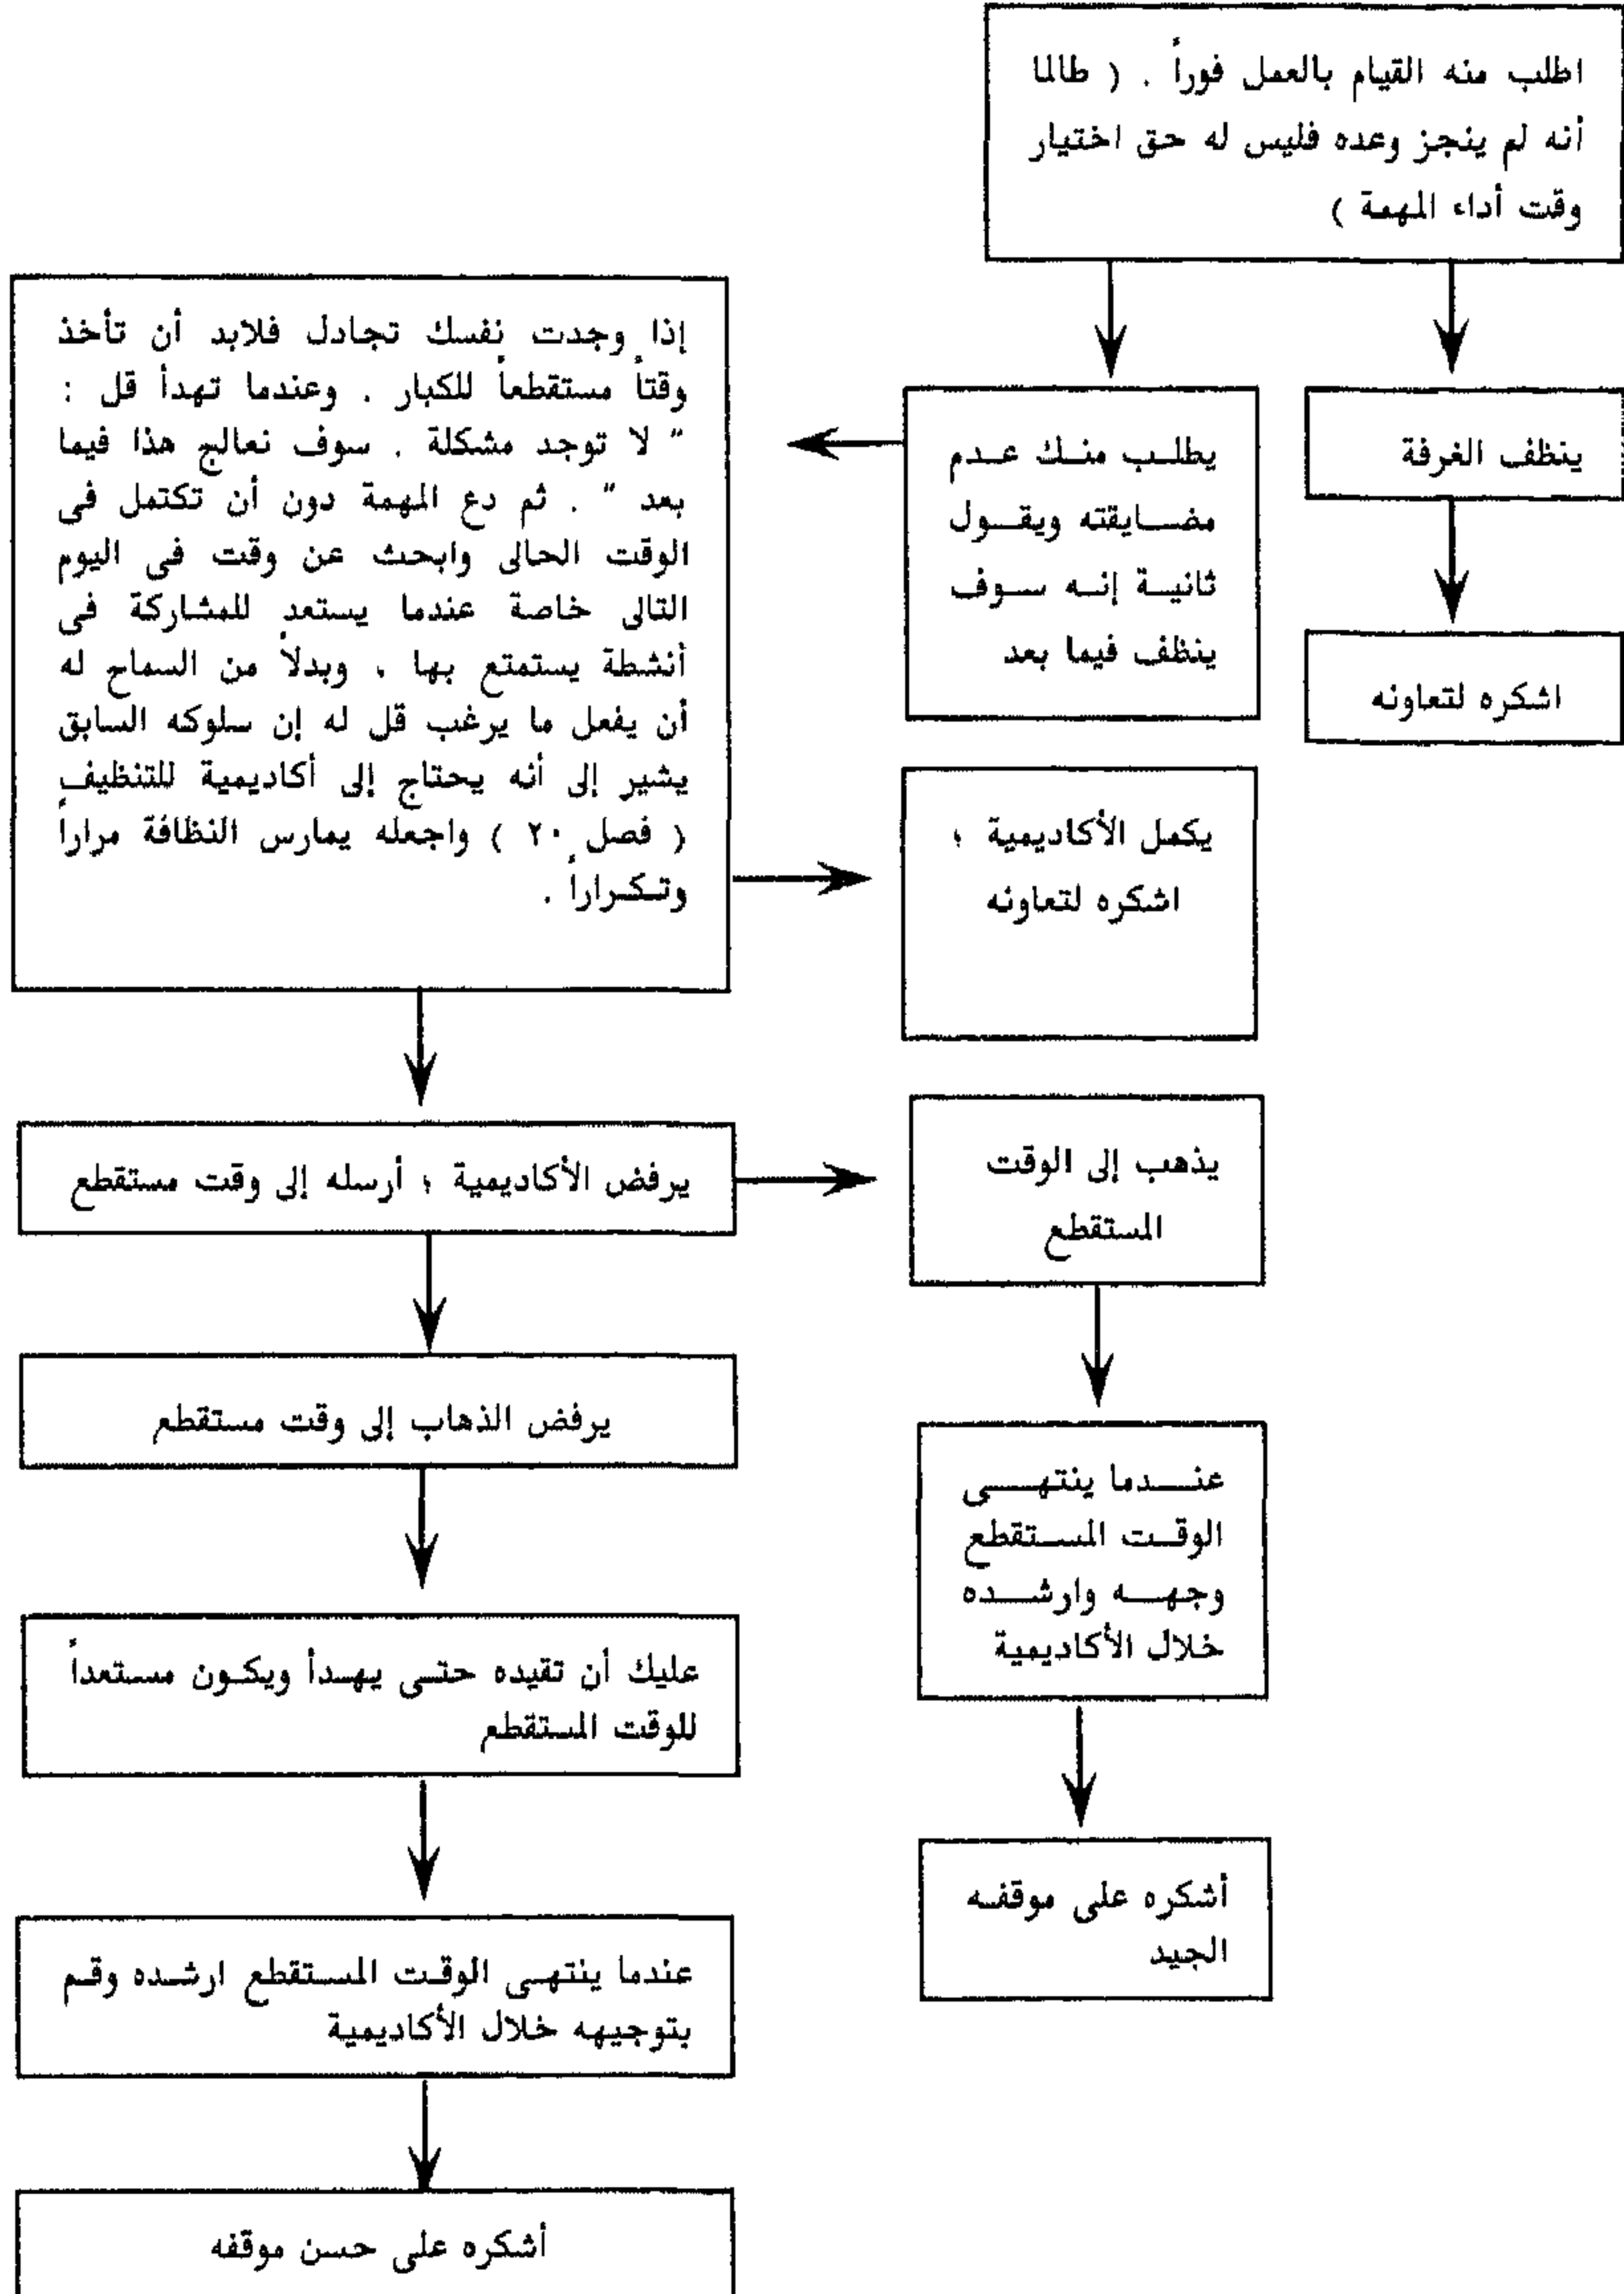 اطلب منه القيام بالعمل فوراً . ( طالما
أنه لم ينجز وعده فليس له حق اختيار
وقت أداء المهمة )
ينظف الغرفة
اشكره لتعاونه
يطلب منك عدم
مضايقته ويقول
ثانية إنه سوف
ينظف فيما بعد
إذا وجدت نفسك تجادل فلابد أن تأخذ
وقتاً مستقطعاً للكبار . وعندما تهدأ قل :
" لا توجد مشكلة . سوف نعالج هذا فيما
بعد " . ثم دع المهمة دون أن تكتمل فى
الوقت الحالى وابحث عن وقت فى اليوم
التالى خاصة عندما يستعد للمشاركة فى
أنشطة يستمتع بها . وبدلاً من السماح له
أن يفعل ما يرغب قل له إن سلوكه السابق
يشير إلى أنه يحتاج إلى أكاديمية للتنظيف
( فصل ٢٠ ) واجعله يمارس النظافة مراراً
وتكراراً .
يكمل الأكاديمية ؛
اشكره لتعاونه
يرفض الأكاديمية ؛ أرسله إلى وقت مستقطع
يذهب إلى الوقت
المستقطع
يرفض الذهاب إلى وقت مستقطع
عندما ينتهى
الوقت المستقطع
وجهه وارشده
خلال الأكاديمية
عليك أن تقيده حتى يهدأ ويكون مستعداً
للوقت المستقطع
أشكره على موقفه
الجيد
عندما ينتهى الوقت المستقطع ارشده وقم
بتوجيهه خلال الأكاديمية
أشكره على حسن موقفه